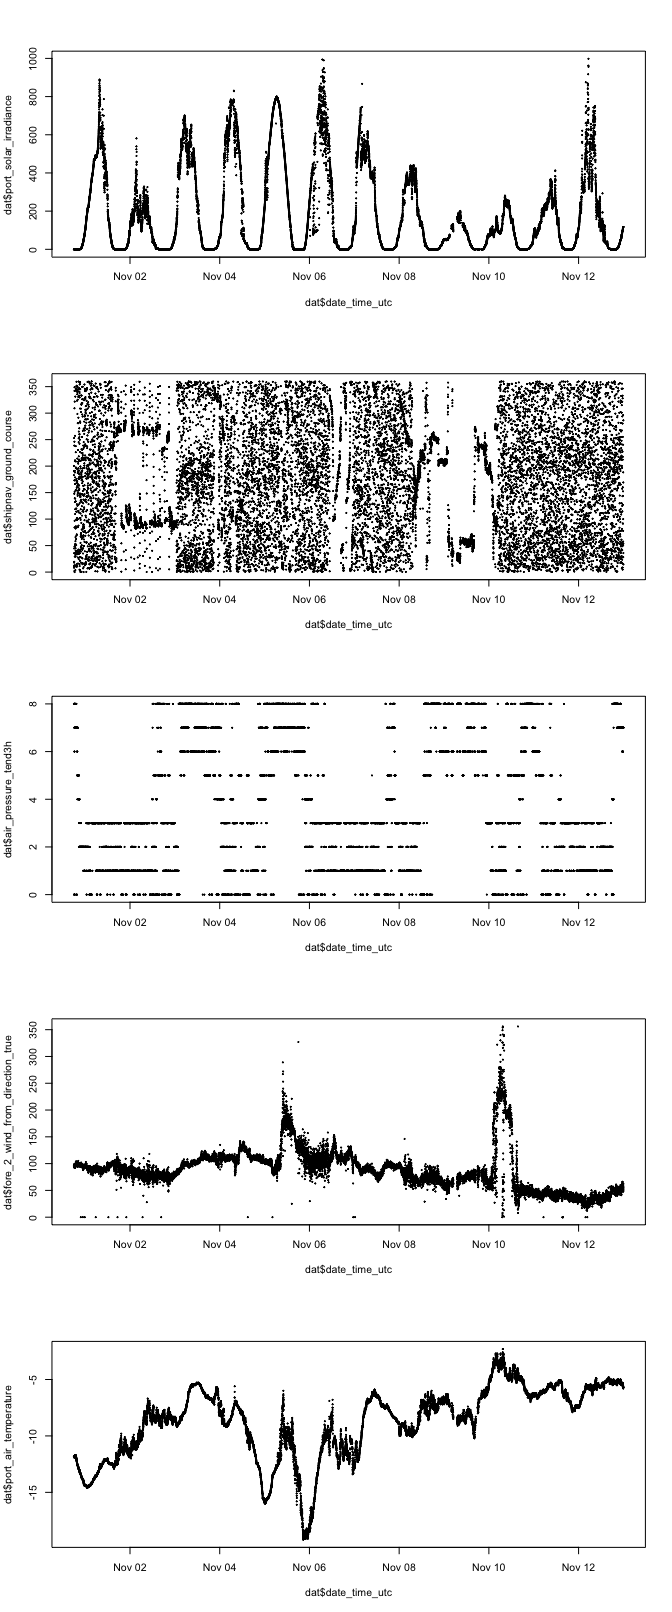 dat$port_solar_irradiance
0 200 400 600 800 1000
Nov 02 Nov 04 Nov 06 Nov 08 Nov 10 Nov 12
dat$date_time_utc
dat$shipnav_ground_course
0 50 100 150 200 250 300 350
Nov 02 Nov 04 Nov 06 Nov 08 Nov 10 Nov 12
dat$date_time_utc
dat$air_pressure_tend3h
0 2 4 6 8
Nov 02 Nov 04 Nov 06 Nov 08 Nov 10 Nov 12
dat$date_time_utc
dat$fore_2_wind_from_direction_true
0 50 100 150 200 250 300 350
Nov 02 Nov 04 Nov 06 Nov 08 Nov 10 Nov 12
dat$date_time_utc
dat$port_air_temperature
-15 -10 -5
Nov 02 Nov 04 Nov 06 Nov 08 Nov 10 Nov 12
dat$date_time_utc